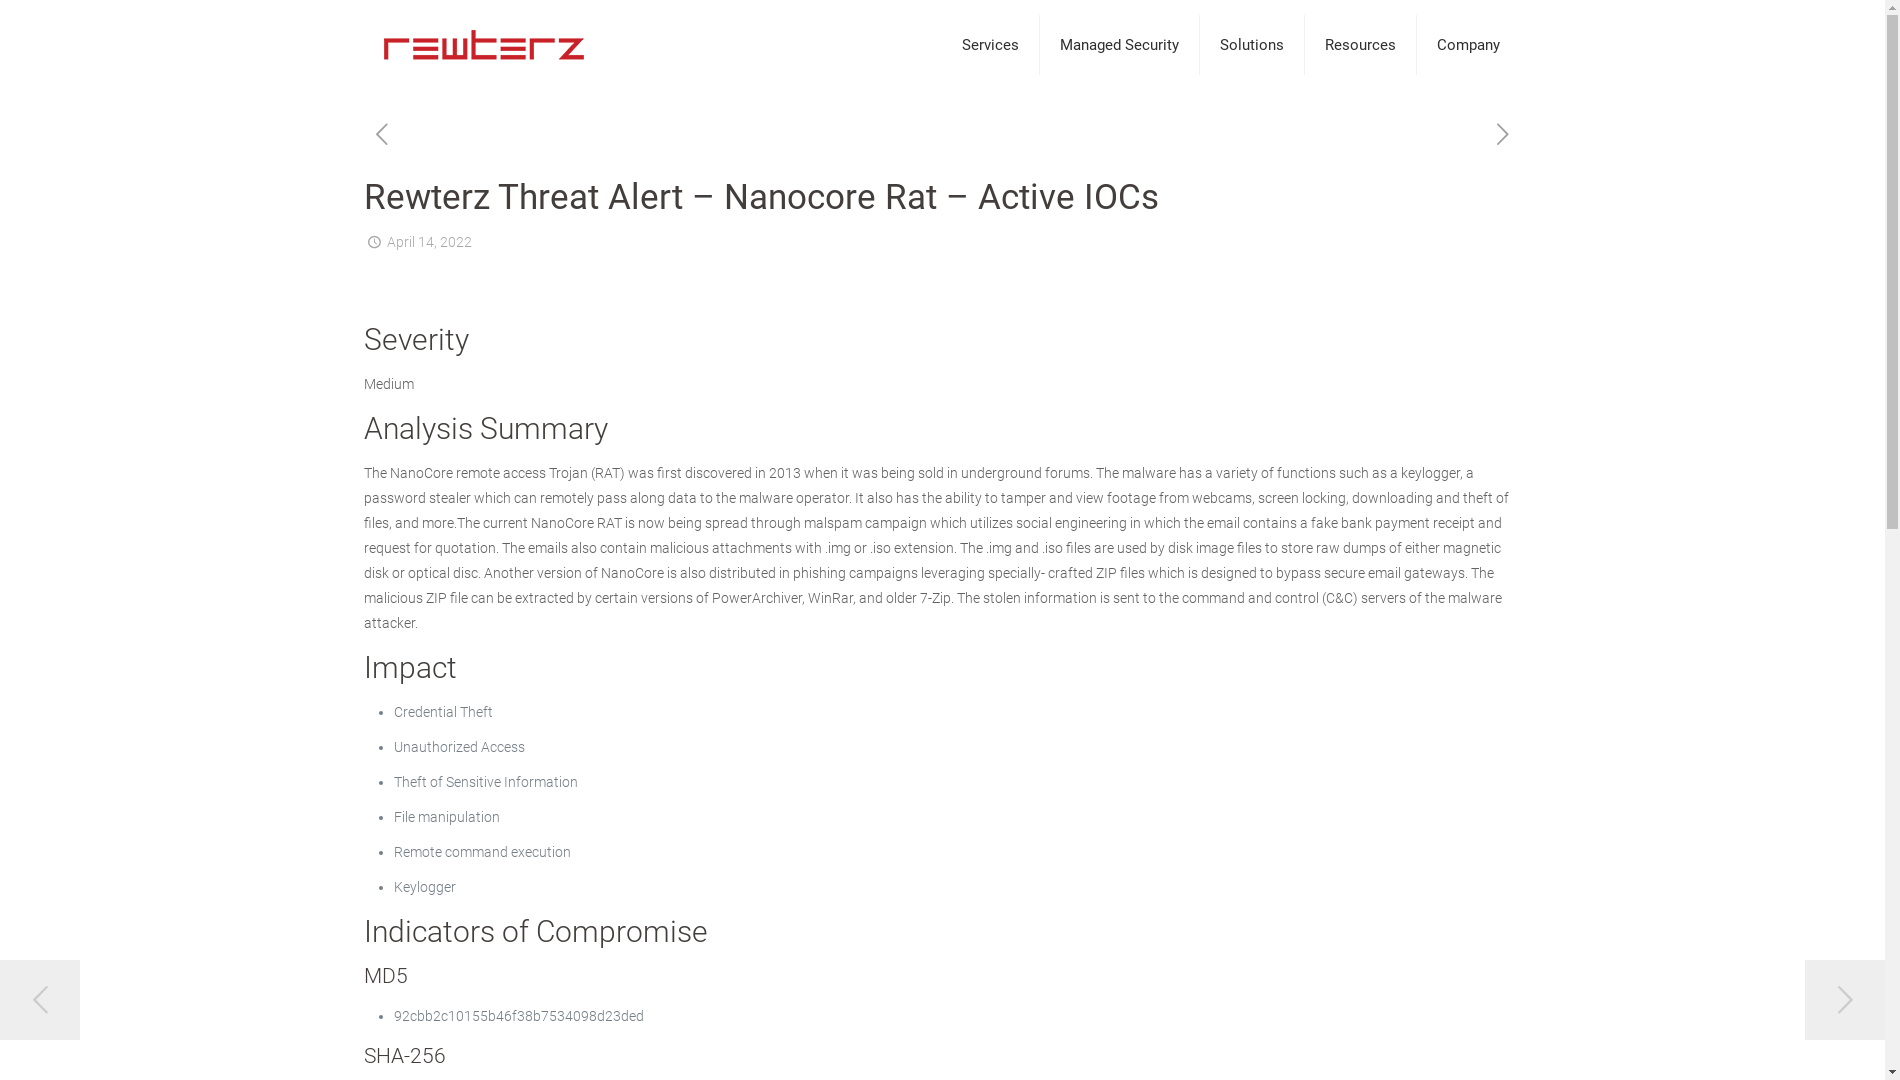 rewterz
Services
Managed Security
Solutions
Resources
Company
Rewterz Threat Alert – Nanocore Rat – Active IOCs
April 14, 2022
Severity
Medium
Analysis Summary
The NanoCore remote access Trojan (RAT) was first discovered in 2013 when it was being sold in underground forums. The malware has a variety of functions such as a keylogger, a
password stealer which can remotely pass along data to the malware operator. It also has the ability to tamper and view footage from webcams, screen locking, downloading and theft of
files, and more.The current NanoCore RAT is now being spread through malspam campaign which utilizes social engineering in which the email contains a fake bank payment receipt and
request for quotation. The emails also contain malicious attachments with .img or .iso extension. The .img and .iso files are used by disk image files to store raw dumps of either magnetic
disk or optical disc. Another version of NanoCore is also distributed in phishing campaigns leveraging specially- crafted ZIP files which is designed to bypass secure email gateways. The
malicious ZIP file can be extracted by certain versions of PowerArchiver, WinRar, and older 7-Zip. The stolen information is sent to the command and control (C&C) servers of the malware
attacker.
Impact
• Credential Theft
• Unauthorized Access
• Theft of Sensitive Information
• File manipulation
• Remote command execution
• Keylogger
Indicators of Compromise
MD5
• 92cbb2c10155b46f38b7534098d23ded
SHA-256